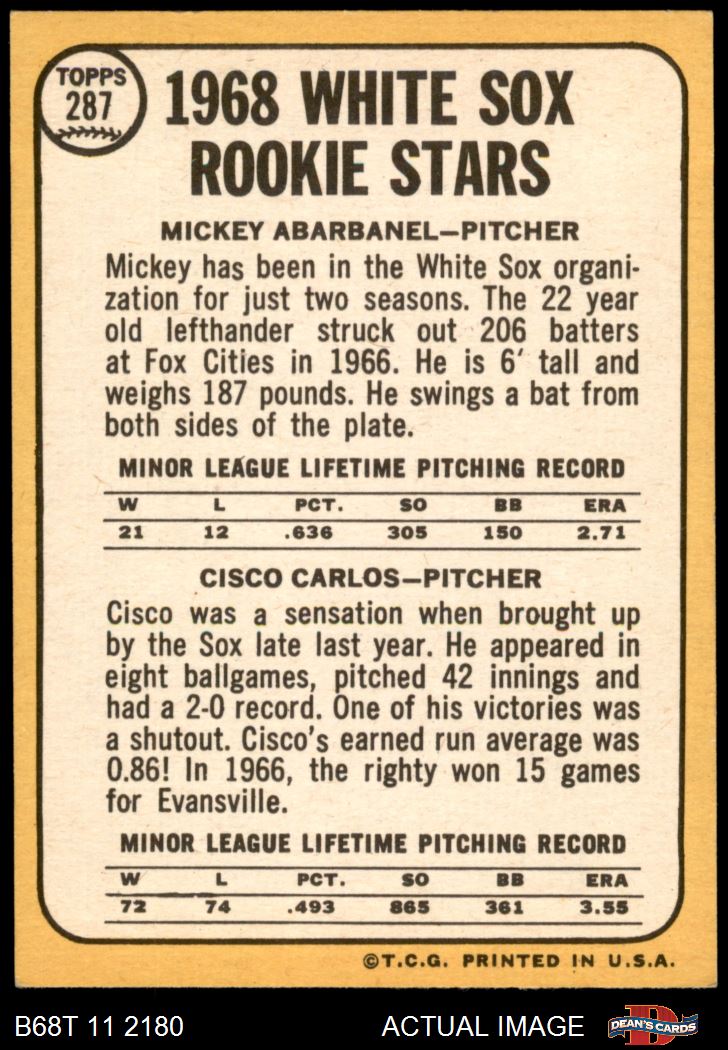 TOPPS
287
1968 WHITE SOX
ROOKIE STARS
MICKEY ABARBANEL—PITCHER
Mickey has been in the White Sox organi-
zation for just two seasons. The 22 year
old lefthander struck out 206 batters
at Fox Cities in 1966. He is 6' tall and
weighs 187 pounds. He swings a bat from
both sides of the plate.
MINOR LEAGUE LIFETIME PITCHING RECORD
W L PCT. SO BB ERA
21 12 .636 305 150 2.71
CISCO CARLOS—PITCHER
Cisco was a sensation when brought up
by the Sox late last year. He appeared in
eight ballgames, pitched 42 innings and
had a 2-0 record. One of his victories was
a shutout. Cisco's earned run average was
0.86! In 1966, the righty won 15 games
for Evansville.
MINOR LEAGUE LIFETIME PITCHING RECORD
W L PCT. SO BB ERA
72 74 .493 865 361 3.55
©T.C.G. PRINTED IN U.S.A.
B68T 11 2180 ACTUAL IMAGE D DEAN'S CARDS